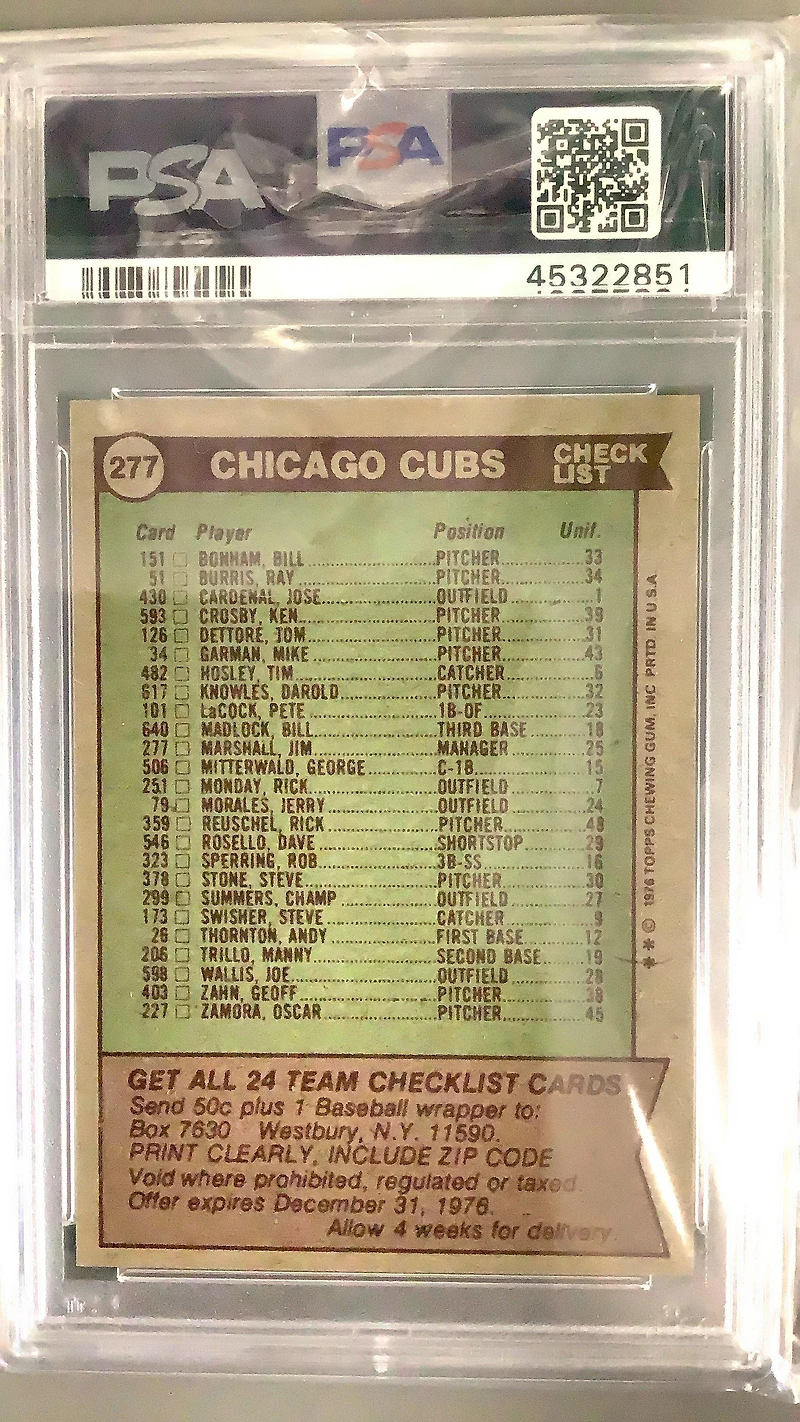 PSA PSA
45322851
277 CHICAGO CUBS CHECK LIST
Card Player Position Unif.
151 BONHAM, BILL PITCHER 33
51 BURRIS, RAY PITCHER 34
430 CARDENAL, JOSE OUTFIELD 1
593 CROSBY, KEN PITCHER 39
126 DETTORE, TOM PITCHER 31
34 GARMAN, MIKE PITCHER 43
482 HOSLEY, TIM CATCHER 6
617 KNOWLES, DAROLD PITCHER 32
101 LaCOCK, PETE 1B-OF 23
640 MADLOCK, BILL THIRD BASE 18
277 MARSHALL, JIM MANAGER 25
506 MITTERWALD, GEORGE C-1B 15
251 MONDAY, RICK OUTFIELD 7
79 MORALES, JERRY OUTFIELD 24
359 REUSCHEL, RICK PITCHER 48
546 ROSELLO, DAVE SHORTSTOP 29
323 SPERRING, ROB 3B-SS 16
378 STONE, STEVE PITCHER 30
299 SUMMERS, CHAMP OUTFIELD 27
173 SWISHER, STEVE CATCHER 9
26 THORNTON, ANDY FIRST BASE 12
206 TRILLO, MANNY SECOND BASE 19
598 WALLIS, JOE OUTFIELD 28
403 ZAHN, GEOFF PITCHER 38
227 ZAMORA, OSCAR PITCHER 45
** © 1976 TOPPS CHEWING GUM, INC PRTD IN U.S.A.
GET ALL 24 TEAM CHECKLIST CARDS
Send 50c plus 1 Baseball wrapper to:
Box 7630 Westbury, N.Y. 11590.
PRINT CLEARLY, INCLUDE ZIP CODE
Void where prohibited, regulated or taxed.
Offer expires December 31, 1976.
Allow 4 weeks for delivery.